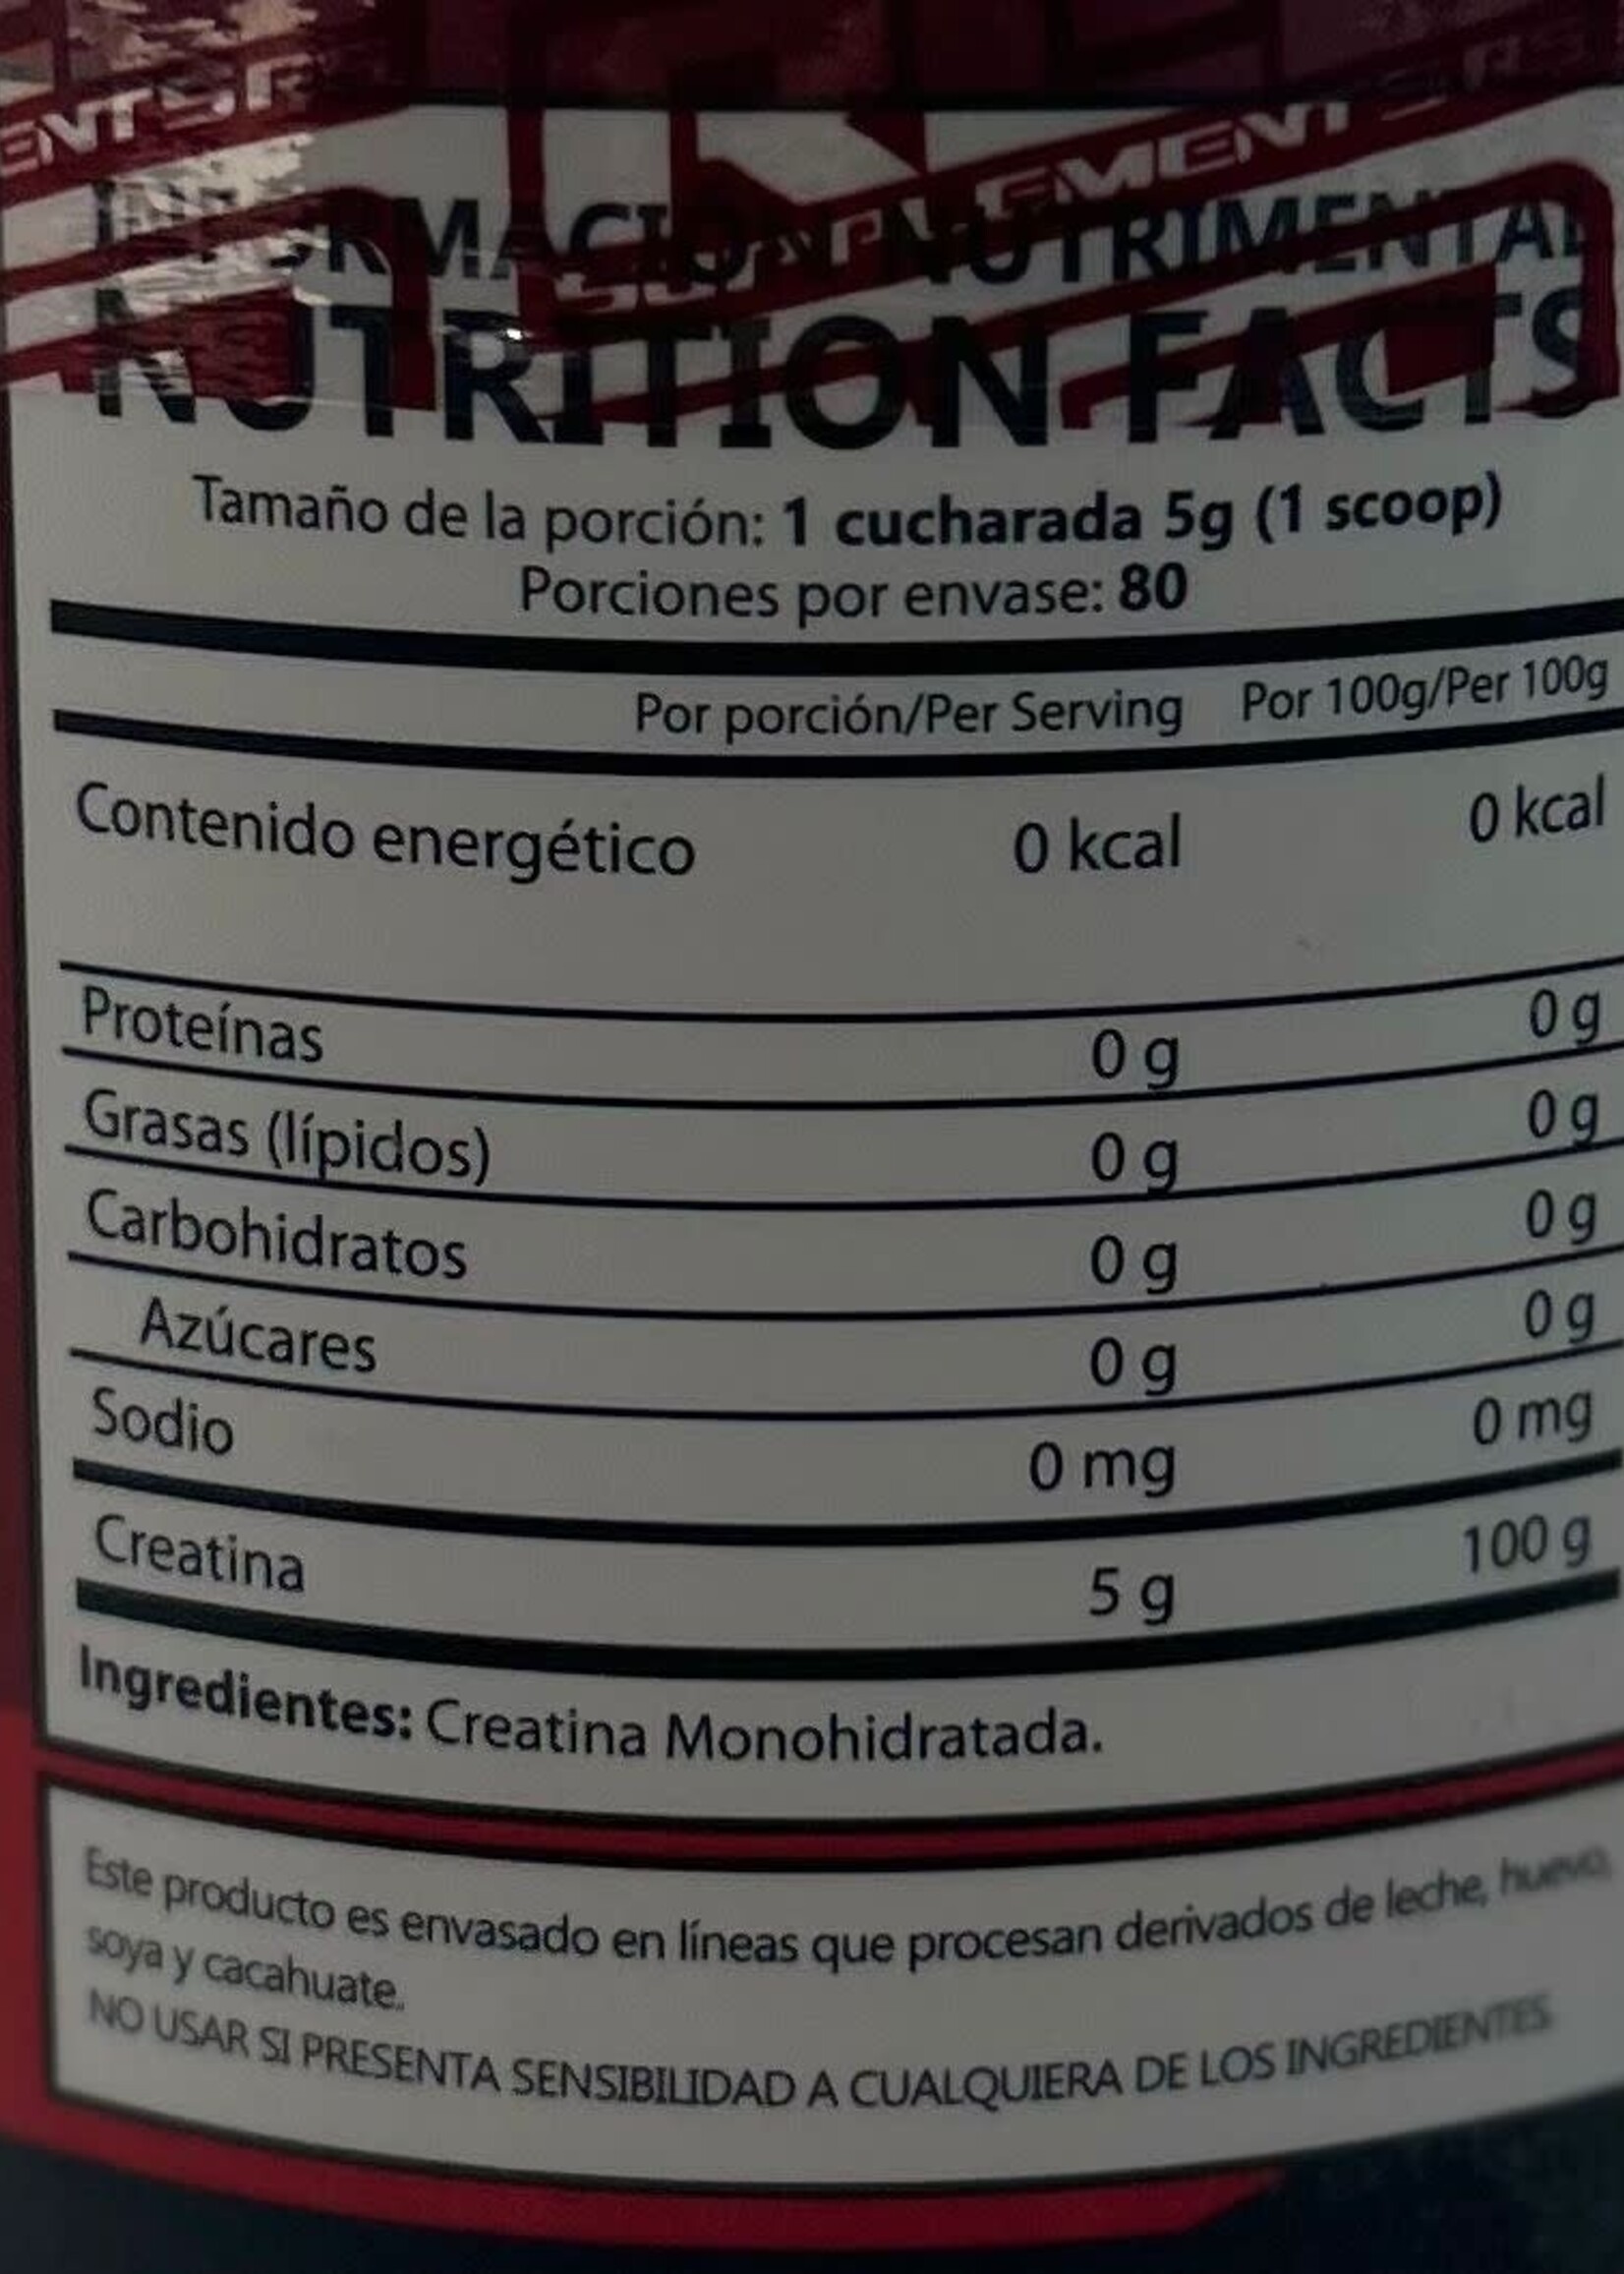 SUPPLEMENTS
INFORMACIÓN NUTRIMENTAL
NUTRITION FACTS
Tamaño de la porción: 1 cucharada 5g (1 scoop)
Porciones por envase: 80
Por porción/Per Serving Por 100g/Per 100g
Contenido energético 0 kcal 0 kcal
Proteínas 0 g 0 g
Grasas (lípidos) 0 g 0 g
Carbohidratos 0 g 0 g
Azúcares 0 g 0 g
Sodio 0 mg 0 mg
Creatina 5 g 100 g
Ingredientes: Creatina Monohidratada.
Este producto es envasado en líneas que procesan derivados de leche, huevo,
soya y cacahuate.
NO USAR SI PRESENTA SENSIBILIDAD A CUALQUIERA DE LOS INGREDIENTES